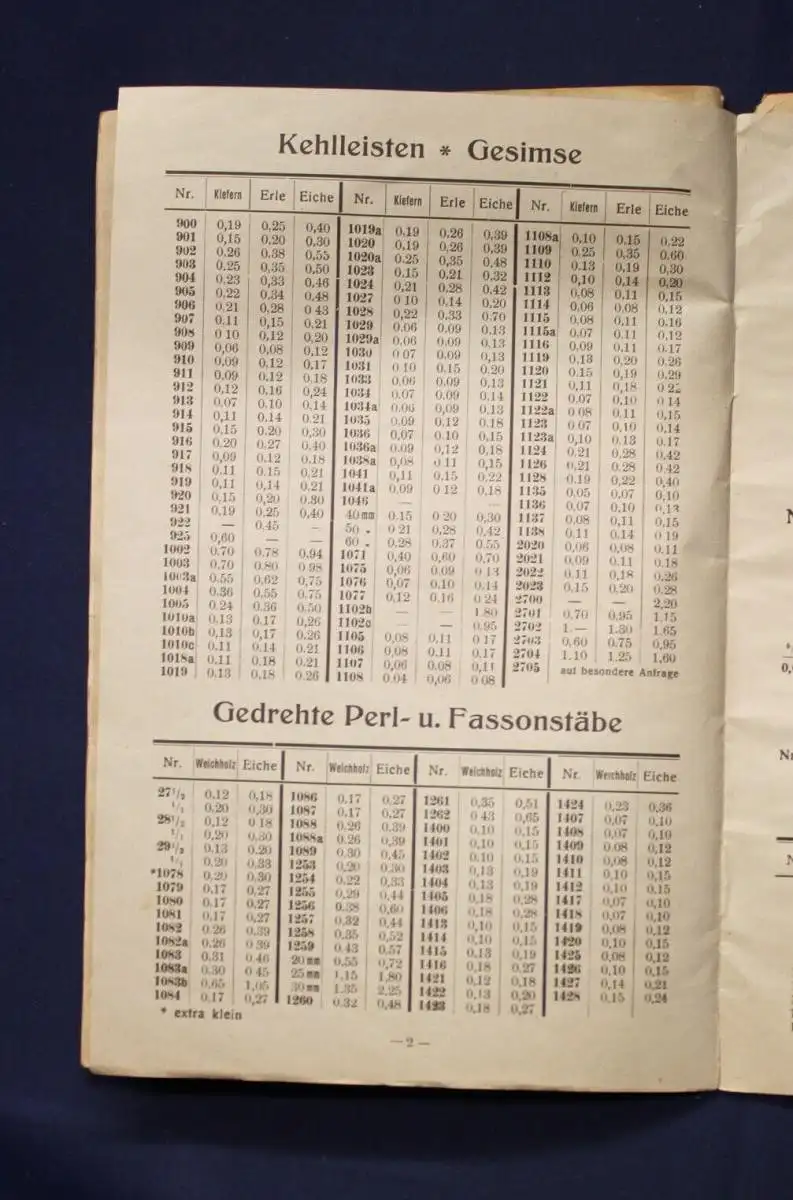 Kehlleisten * Gesimse
Nr. Kiefern Erle Eiche Nr. Kiefern Erle Eiche Nr. Kiefern Erle Eiche
900 0,19 0,25 0,40 1019a 0,19 0,26 0,39 1108a 0,10 0,15 0.22
901 0,15 0.20 0.30 1020 0.19 0,26 0,39 1109 0,25 0,35 0.60
902 0.26 0.38 0,55 1020a 0.25 0,35 0,48 1110 0.13 0,19 0,30
903 0.25 0,35 0,50 1023 0.15 0,21 0.32 1112 0,10 0,14 0,20
904 0.23 0.33 0.46 1024 0,21 0,28 0.42 1113 0.08 0,11 0,15
905 0,22 0.34 0.48 1027 0 10 0.14 0.20 1114 0,06 0,08 0,12
906 0.21 0,28 0 43 1028 0,22 0.33 0.70 1115 0,08 0,11 0.16
907 0.11 0,15 0.21 1029 0.06 0.09 0.13 1115a 0,07 0.11 0,12
908 0 10 0,12 0,20 1029a 0,06 0.09 0.13 1116 0,09 0,11 0.17
909 0,06 0,08 0,12 1030 0 07 0.09 0,13 1119 0,13 0,20 0.26
910 0.09 0,12 0,17 1031 0 10 0.15 0.20 1120 0.15 0,19 0.29
911 0.09 0,12 0.18 1033 0,06 0.09 0.13 1121 0,11 0,18 0 22
912 0,12 0.16 0,24 1034 0.07 0.09 0.14 1122 0.07 0,10 0 14
913 0.07 0.10 0,14 1034a 0.06 0,09 0.13 1122a 0 08 0.11 0,15
914 0,11 0,14 0.21 1035 0,09 0.12 0.18 1123 0 07 0,10 0,14
915 0.15 0.20 0,30 1036 0,07 0.10 0,15 1123a 0,10 0.13 0.17
916 0.20 0.27 0.40 1036a 0.09 0,12 0,18 1124 0.21 0.28 0,42
917 0,09 0.12 0.18 1038a 0,08 0 11 0,15 1126 0,21 0.28 0.42
918 0.11 0.15 0,21 1041 0,11 0,15 0.22 1128 0.19 0,22 0,40
919 0,11 0,14 0.21 1041a 0,09 0 12 0,18 1135 0,05 0,07 0,10
920 0,15 0,20 0.30 1046 — — 1136 0,07 0,10 0,13
921 0.19 0.25 0,40 40 mm 0.15 0 20 0,30 1137 0.08 0,11 0,15
922 — 0.45 – 50 „ 0 21 0,28 0,42 1138 0,11 0.14 0 19
925 0,60 — — 60 „ 0.28 0.37 0.55 2020 0,06 0,08 0.11
1002 0.70 0.78 0.94 1071 0,40 0,60 0,70 2021 0,09 0,11 0.18
1003 0.70 0.80 0 98 1075 0,06 0.09 0 13 2022 0.11 0,18 0.26
1003a 0.55 0,62 0,75 1076 0,07 0,10 0.14 2023 0,15 0,20 0.28
1004 0.36 0.55 0.75 1077 0.12 0,16 0 24 2700 — — 2,20
1005 0.24 0.36 0.50 1102b — — 1.80 2701 0,70 0,95 1.15
1010a 0.13 0.17 0,26 1102c — — 0.95 2702 1.— 1.30 1.65
1010b 0,13 0,17 0.26 1105 0,08 0,11 0 17 2703 0,60 0.75 0,95
1010c 0.11 0.14 0.21 1106 0.08 0.11 0,17 2704 1.10 1.25 1,60
1018a 0.11 0.18 0.21 1107 0,06 0.08 0,11 2705 auf besondere Anfrage
1019 0.13 0,18 0.26 1108 0.04 0,06 0 08
Gedrehte Perl- u. Fassonstäbe
Nr. Weichholz Eiche Nr. Weichholz Eiche Nr. Weichholz Eiche Nr. Weichholz Eiche
27 1/2 0.12 0,18 1086 0.17 0.27 1261 0,35 0,51 1424 0,23 0,36
1/1 0.20 0,30 1087 0.17 0.27 1262 0 43 0,65 1407 0,07 0,10
28 1/2 0,12 0 18 1088 0.26 0.39 1400 0.10 0,15 1408 0,07 0,10
1/1 0,20 0.30 1088a 0.26 0,39 1401 0,10 0,15 1409 0.08 0,12
29 1/2 0.13 0.20 1089 0.30 0,45 1402 0.10 0.15 1410 0,08 0,12
1/1 0.20 0.33 1253 0,20 0.30 1403 0,13 0,19 1411 0,10 0,15
*1078 0,20 0.30 1254 0.22 0,33 1404 0.13 0,19 1412 0,10 0.15
1079 0.17 0,27 1255 0.29 0,44 1405 0,18 0,28 1417 0,07 0,10
1080 0.17 0,27 1256 0.38 0,60 1406 0,18 0,28 1418 0,07 0,10
1081 0,17 0,27 1257 0.32 0,44 1413 0,10 0,15 1419 0,08 0,12
1082 0.26 0,39 1258 0.35 0,52 1414 0,10 0,15 1420 0,10 0,15
1082a 0,26 0 39 1259 0.43 0.57 1415 0.13 0,19 1425 0,08 0,12
1083 0,31 0.46 20 mm 0.55 0,72 1416 0,18 0,27 1426 0,10 0,15
1083a 0.30 0 45 25 mm 1.15 1.80 1421 0,12 0,18 1427 0,14 0,21
1083b 0,65 1,05 30 mm 1.35 2.25 1422 0,13 0,20 1428 0,15 0,24
1084 0.17 0,27 1260 0.32 0,48 1423 0,18 0,27
* extra klein
— 2 —